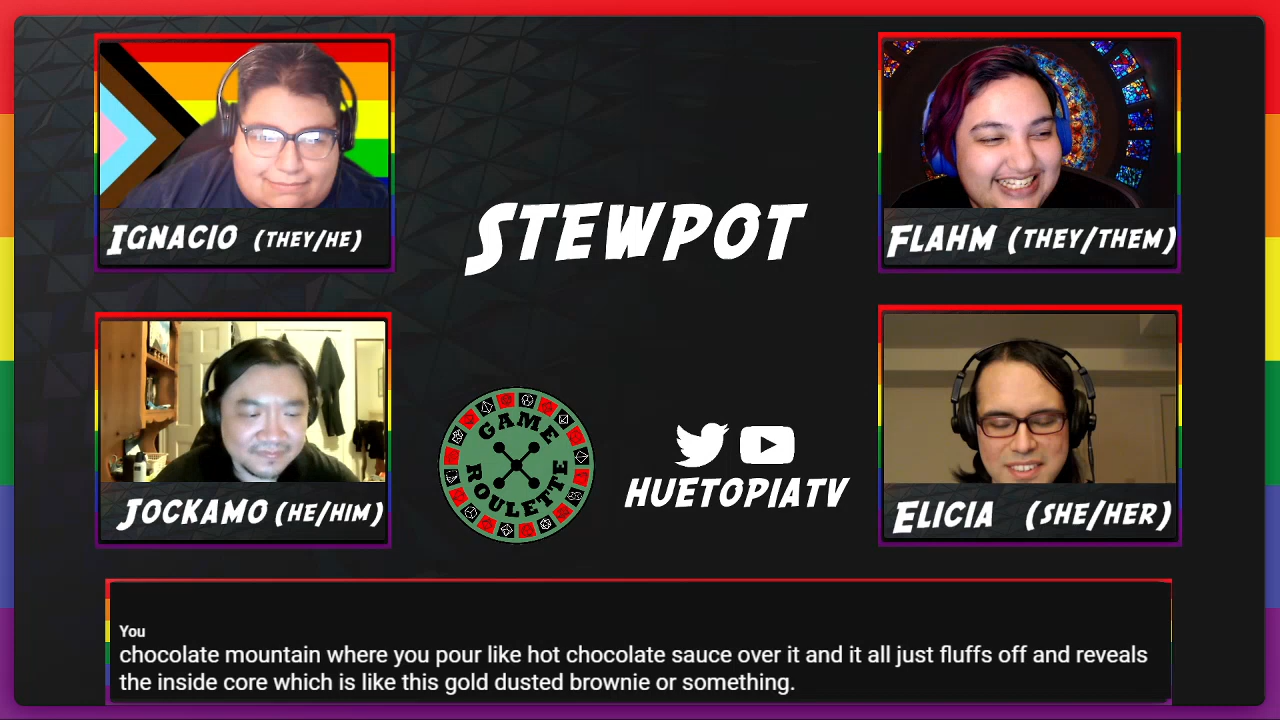 IGNACIO (THEY/HE)
FLAHM (THEY/THEM)
STEWPOT
JOCKAMO (HE/HIM)
GAME
ROULETTE
HUETOPIATV
ELICIA (SHE/HER)
You
chocolate mountain where you pour like hot chocolate sauce over it and it all just fluffs off and reveals
the inside core which is like this gold dusted brownie or something.